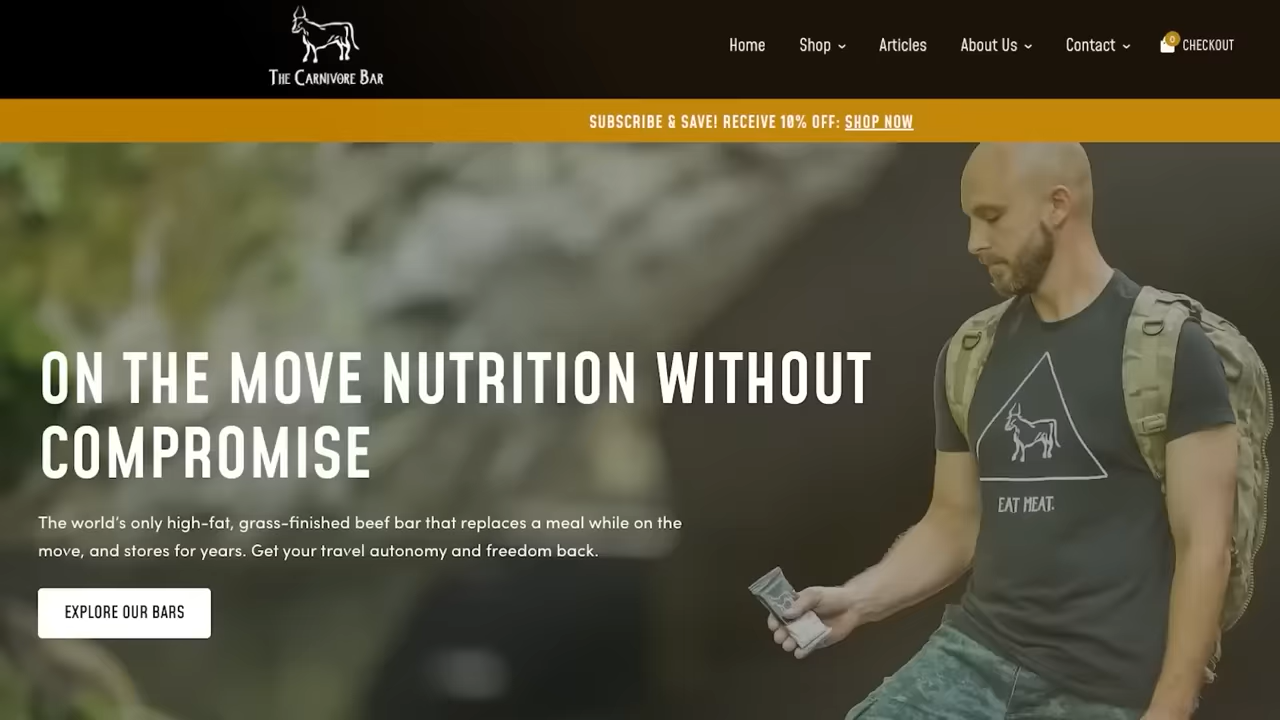 The Carnivore Bar
Home
Shop
Articles
About Us
Contact
0
CHECKOUT
SUBSCRIBE & SAVE! RECEIVE 10% OFF: SHOP NOW
ON THE MOVE NUTRITION WITHOUT
COMPROMISE
EAT MEAT.
The world's only high-fat, grass-finished beef bar that replaces a meal while on the
move, and stores for years. Get your travel autonomy and freedom back.
EXPLORE OUR BARS